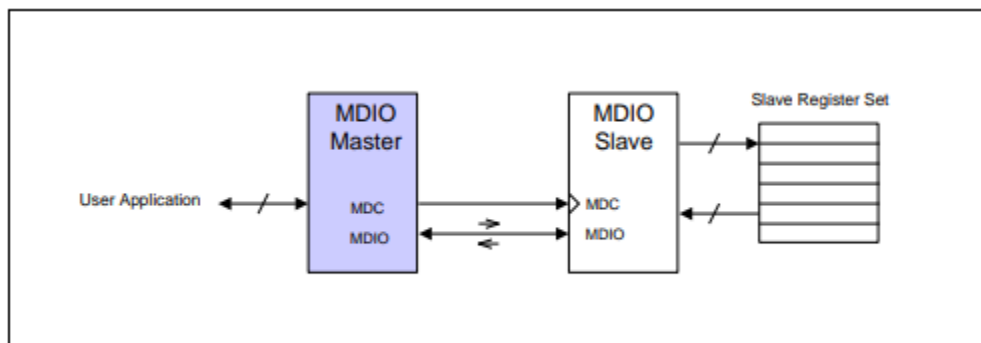 MDIO
Master
MDIO
Slave
Slave Register Set
User Application
MDC
MDIO
MDC
MDIO